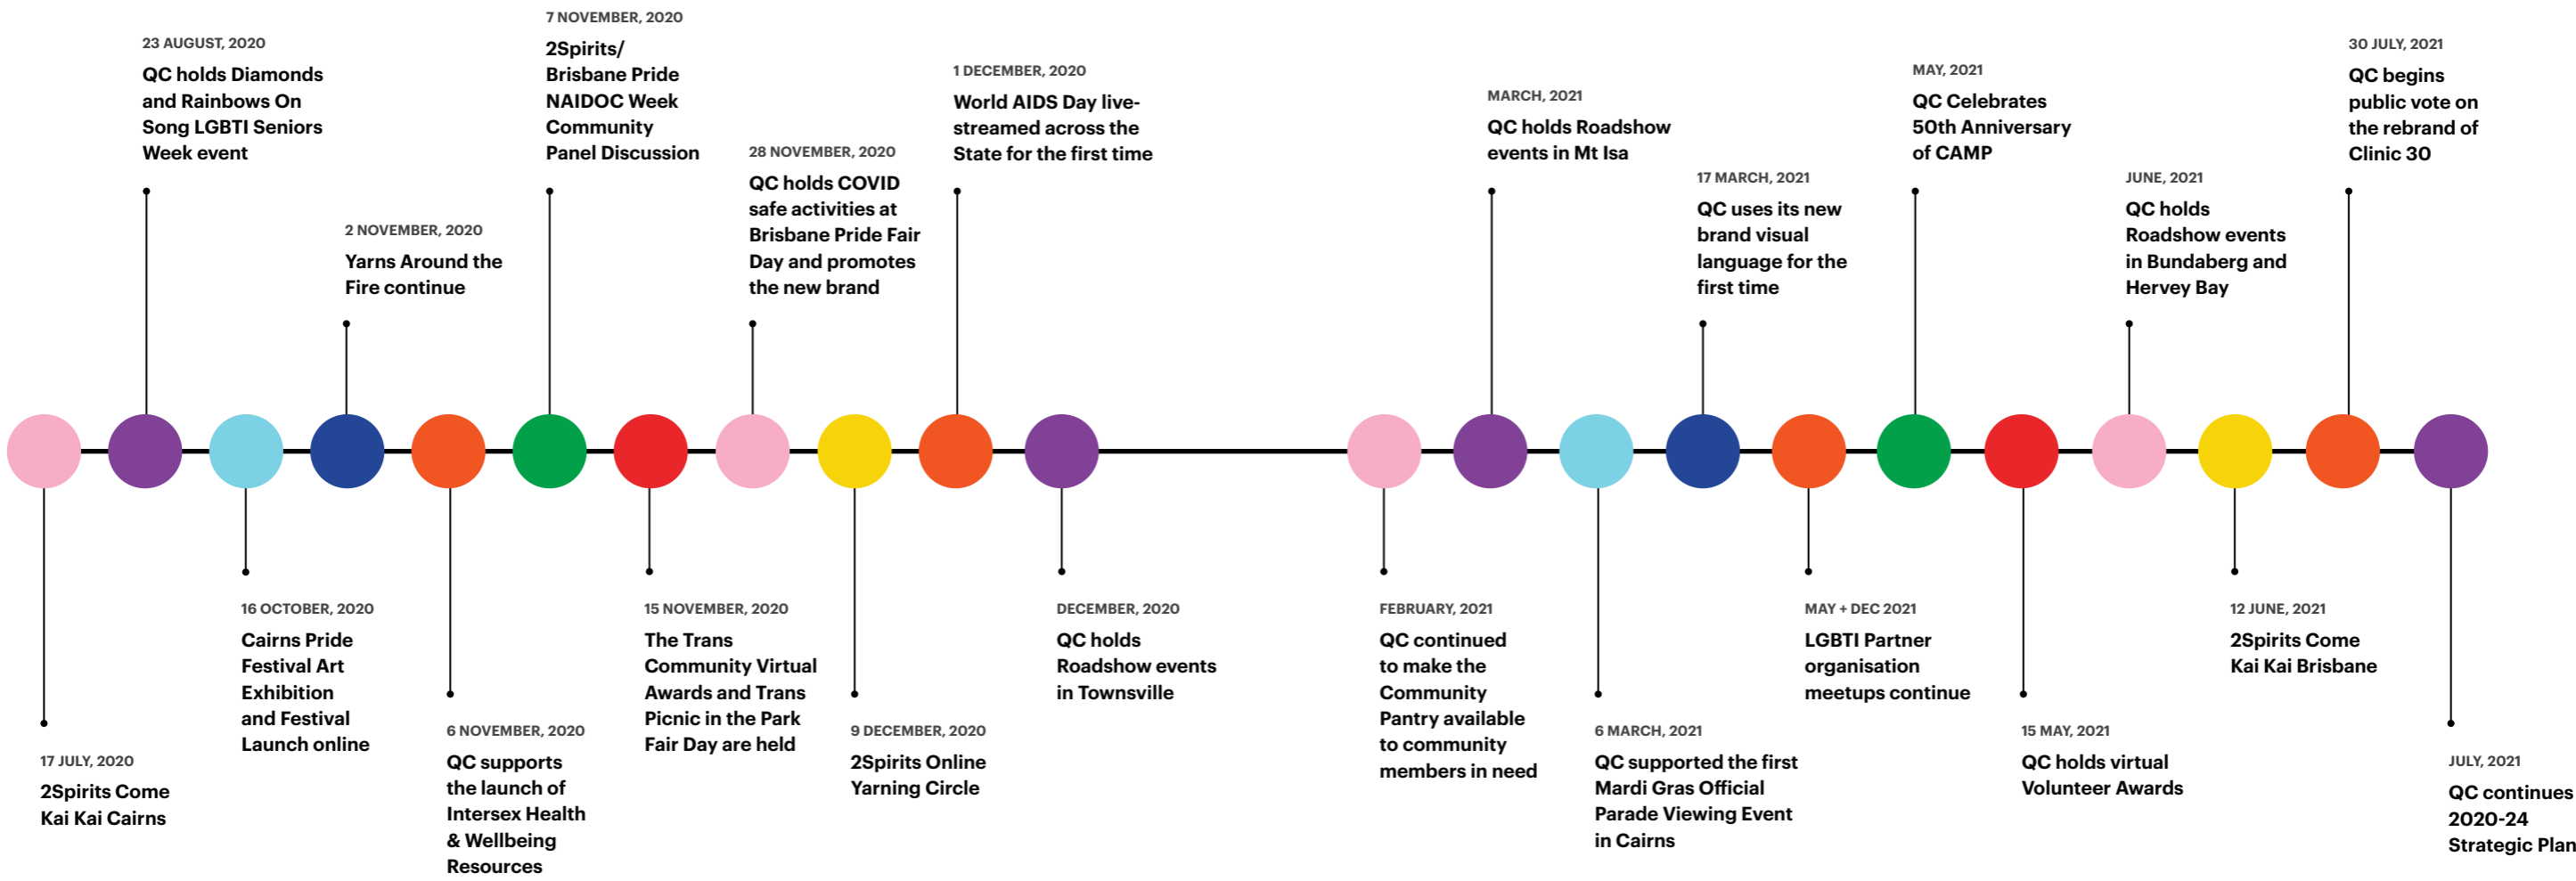 17 JULY, 2020
2Spirits Come
Kai Kai Cairns
23 AUGUST, 2020
QC holds Diamonds
and Rainbows On
Song LGBTI Seniors
Week event
16 OCTOBER, 2020
Cairns Pride
Festival Art
Exhibition
and Festival
Launch online
2 NOVEMBER, 2020
Yarns Around the
Fire continue
6 NOVEMBER, 2020
QC supports
the launch of
Intersex Health
& Wellbeing
Resources
7 NOVEMBER, 2020
2Spirits/
Brisbane Pride
NAIDOC Week
Community
Panel Discussion
15 NOVEMBER, 2020
The Trans
Community Virtual
Awards and Trans
Picnic in the Park
Fair Day are held
28 NOVEMBER, 2020
QC holds COVID
safe activities at
Brisbane Pride Fair
Day and promotes
the new brand
9 DECEMBER, 2020
2Spirits Online
Yarning Circle
1 DECEMBER, 2020
World AIDS Day live-
streamed across the
State for the first time
DECEMBER, 2020
QC holds
Roadshow events
in Townsville
FEBRUARY, 2021
QC continued
to make the
Community
Pantry available
to community
members in need
MARCH, 2021
QC holds Roadshow
events in Mt Isa
6 MARCH, 2021
QC supported the first
Mardi Gras Official
Parade Viewing Event
in Cairns
17 MARCH, 2021
QC uses its new
brand visual
language for the
first time
MAY + DEC 2021
LGBTI Partner
organisation
meetups continue
MAY, 2021
QC Celebrates
50th Anniversary
of CAMP
15 MAY, 2021
QC holds virtual
Volunteer Awards
JUNE, 2021
QC holds
Roadshow events
in Bundaberg and
Hervey Bay
12 JUNE, 2021
2Spirits Come
Kai Kai Brisbane
30 JULY, 2021
QC begins
public vote on
the rebrand of
Clinic 30
JULY, 2021
QC continues
2020-24
Strategic Plan